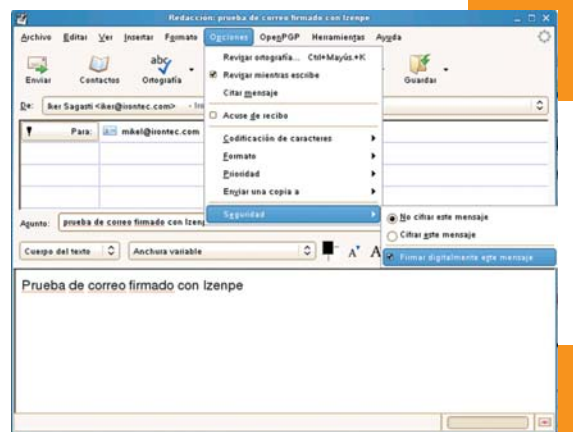 Redacción: prueba de correo firmado con Izenpe
Archivo Editar Ver Insertar Formato Opciones OpenPGP Herramientas Ayuda
Enviar Contactos Ortografía Guardar
Revisar ortografía... Ctrl+Mayús.+K
Revisar mientras escribe
Citar mensaje
Acuse de recibo
Codificación de caracteres
Formato
Prioridad
Enviar una copia a
Seguridad
No cifrar este mensaje
Cifrar este mensaje
Firmar digitalmente este mensaje
De: Iker Sagasti <iker@irontec.com>
Para: mikel@irontec.com
Asunto: prueba de correo firmado con Izenpe
Cuerpo del texto Anchura variable
Prueba de correo firmado con Izenpe